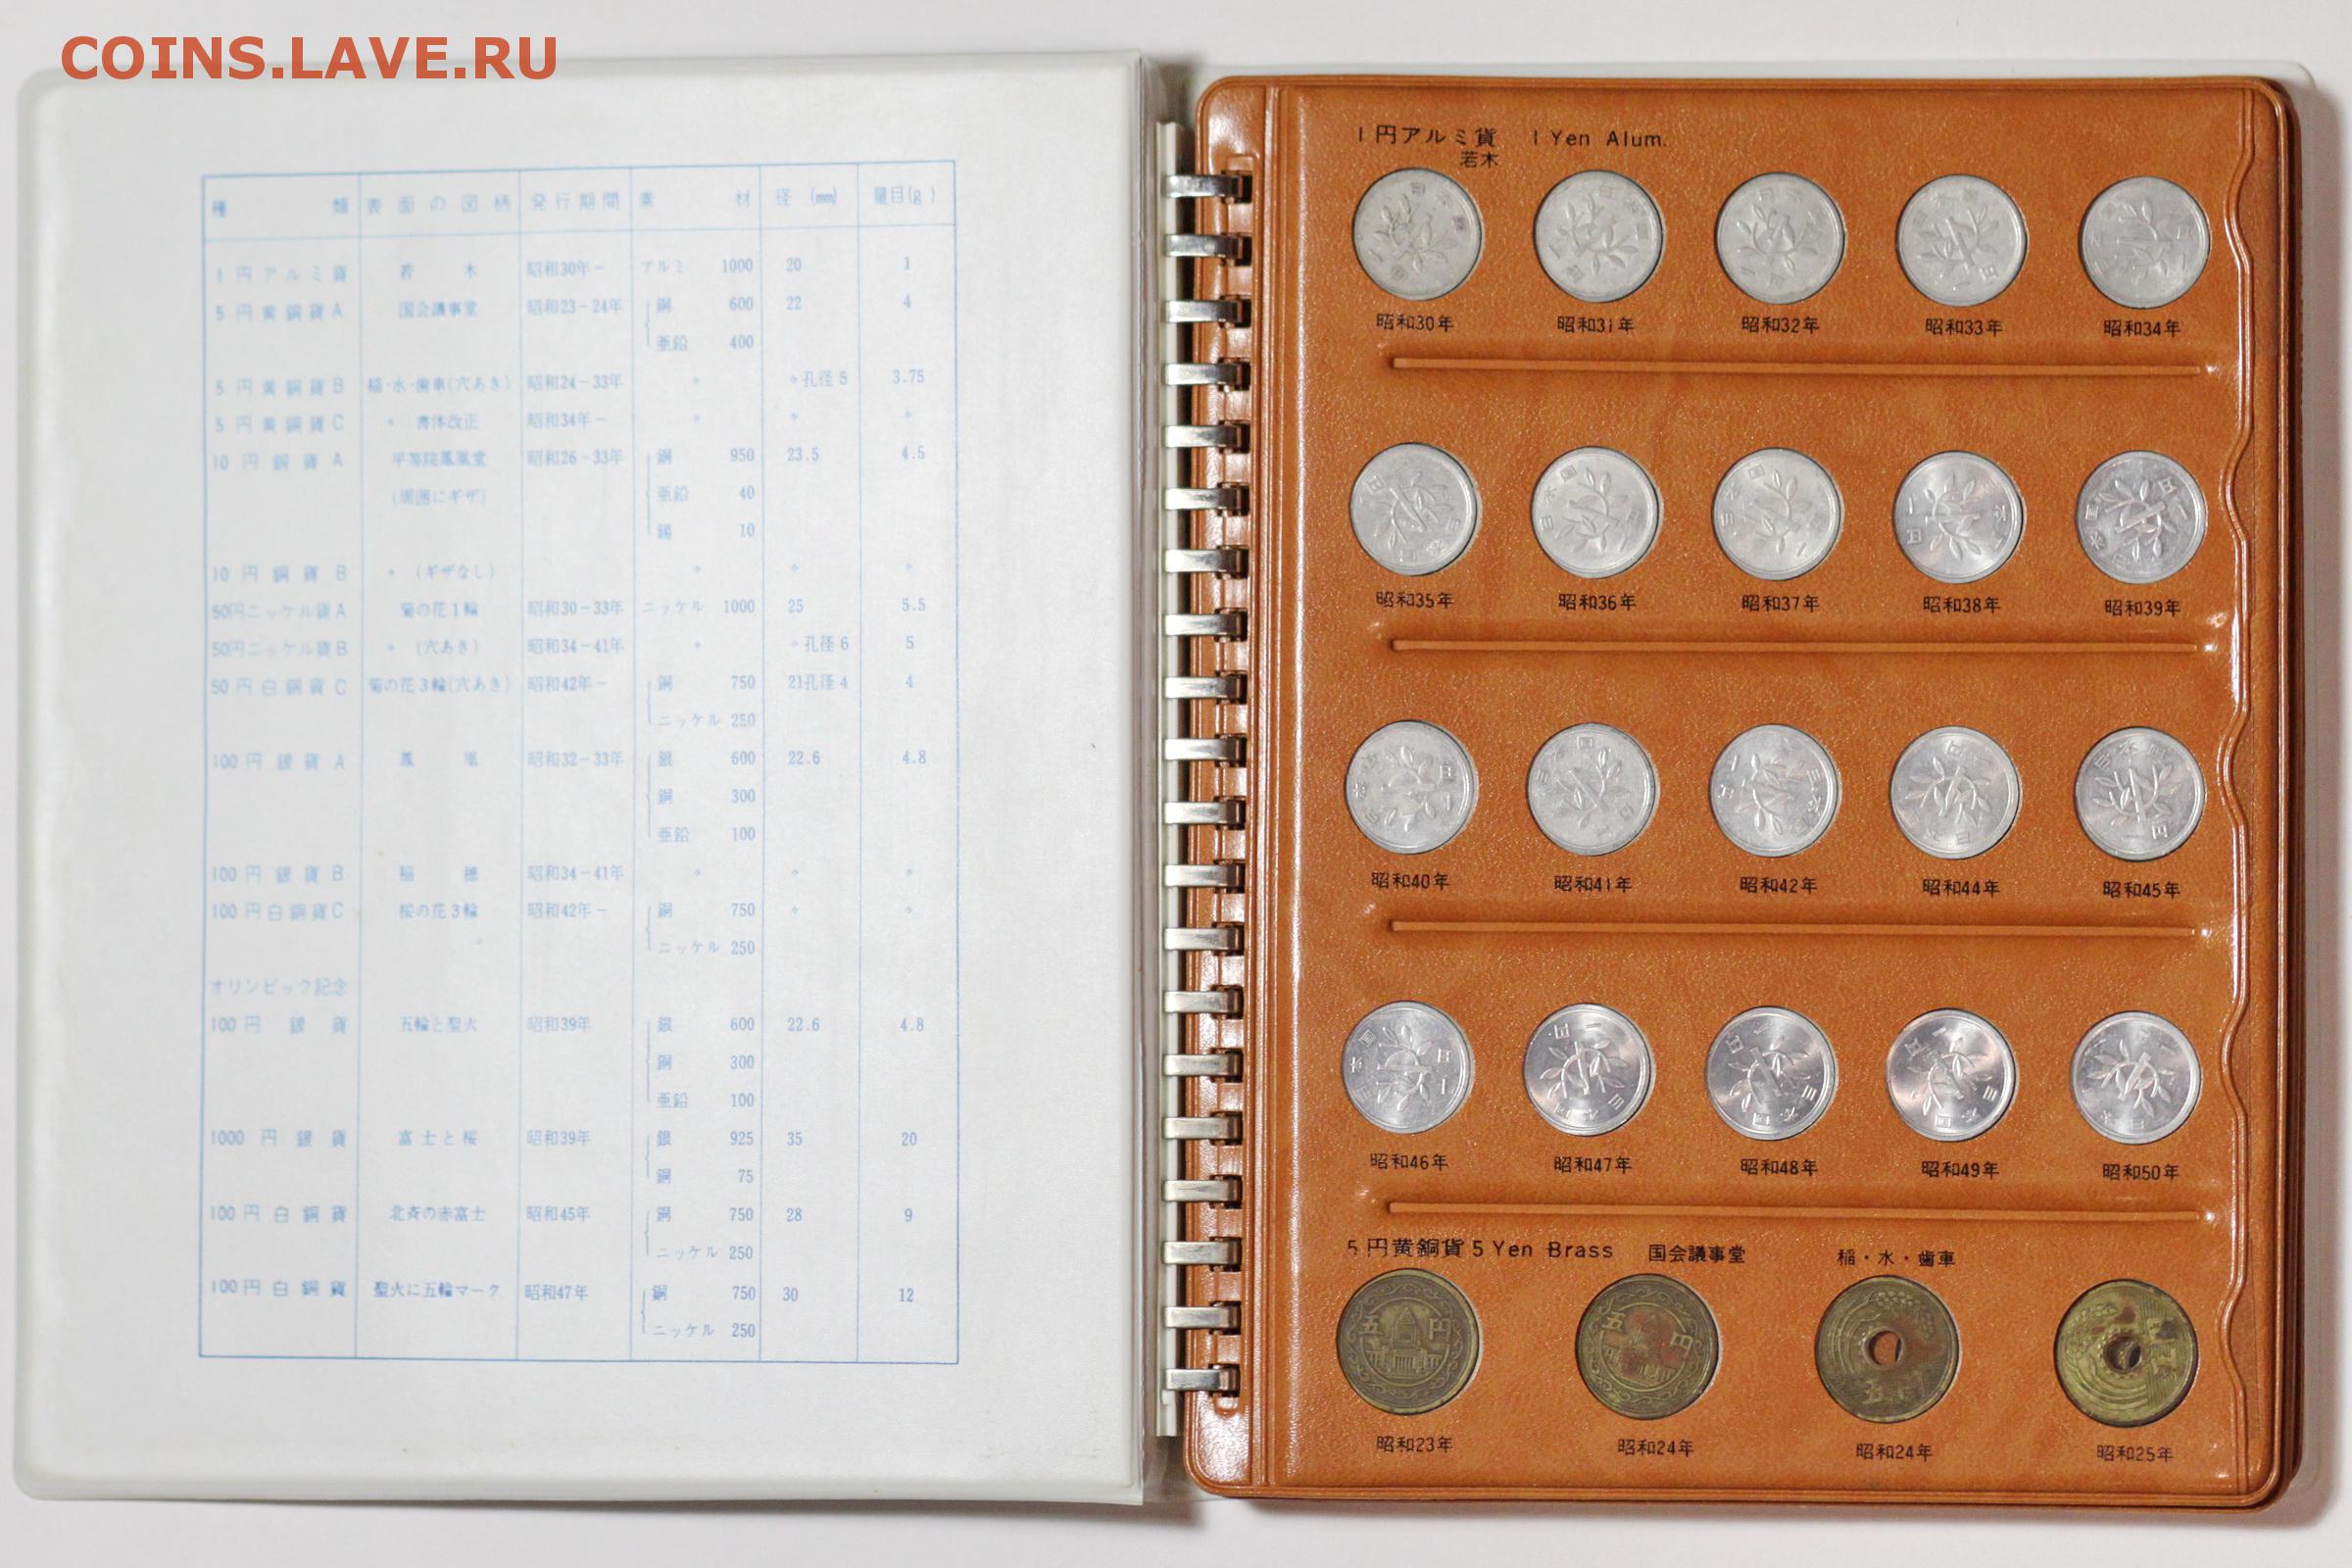 COINS.LAVE.RU
種類 表面の図柄 発行期間 素材 径 (mm) 量目(g)
1円アルミ貨 若木 昭和30年- アルミ 1000 20 1
5円黄銅貨A 国会議事堂 昭和23-24年 銅 600 22 4
亜鉛 400
5円黄銅貨B 稲・水・歯車(穴あき) 昭和24-33年 〃 〃孔径5 3.75
5円黄銅貨C 〃 書体改正 昭和34年- 〃 〃 〃
10円銅貨A 平等院鳳凰堂 昭和26-33年 銅 950 23.5 4.5
(周囲にギザ) 亜鉛 40
錫 10
10円銅貨B 〃 (ギザなし) 〃 〃 〃
50円ニッケル貨A 菊の花1輪 昭和30-33年 ニッケル 1000 25 5.5
50円ニッケル貨B 〃 (穴あき) 昭和34-41年 〃 〃孔径6 5
50円白銅貨C 菊の花3輪(穴あき) 昭和42年- 銅 750 21孔径4 4
ニッケル 250
100円銀貨A 鳳凰 昭和32-33年 銀 600 22.6 4.8
銅 300
亜鉛 100
100円銀貨B 稲穂 昭和34-41年 〃 〃 〃
100円白銅貨C 桜の花3輪 昭和42年- 銅 750 〃 〃
ニッケル 250
オリンピック記念
100円銀貨 五輪と聖火 昭和39年 銀 600 22.6 4.8
銅 300
亜鉛 100
1000円銀貨 富士と桜 昭和39年 銀 925 35 20
銅 75
100円白銅貨 北斉の赤富士 昭和45年 銅 750 28 9
ニッケル 250
100円白銅貨 聖火に五輪マーク 昭和47年 銅 750 30 12
ニッケル 250
1円アルミ貨 1 Yen Alum.
若木
昭和30年 昭和31年 昭和32年 昭和33年 昭和34年
昭和35年 昭和36年 昭和37年 昭和38年 昭和39年
昭和40年 昭和41年 昭和42年 昭和44年 昭和45年
昭和46年 昭和47年 昭和48年 昭和49年 昭和50年
5円黄銅貨 5 Yen Brass 国会議事堂 稲・水・歯車
五 円 五 円 五円
昭和23年 昭和24年 昭和24年 昭和25年